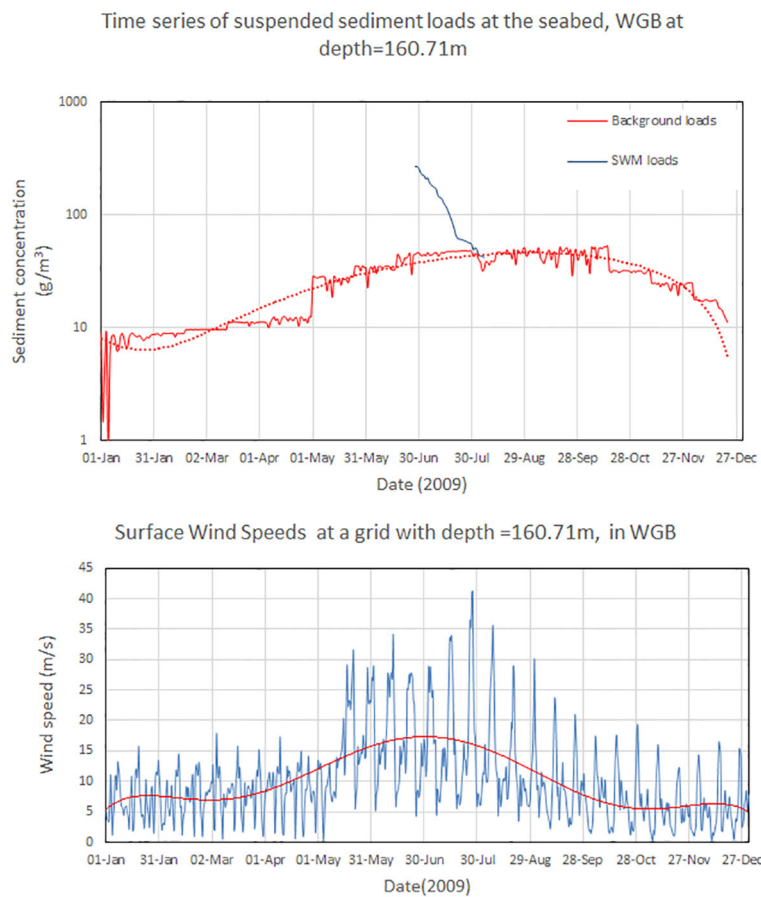 Time series of suspended sediment loads at the seabed, WGB at
depth=160.71m
1000
100
10
1
Sediment concentration
(g/m³)
Background loads
SWM loads
01-Jan 31-Jan 02-Mar 01-Apr 01-May 31-May 30-Jun 30-Jul 29-Aug 28-Sep 28-Oct 27-Nov 27-Dec
Date (2009)
Surface Wind Speeds at a grid with depth =160.71m, in WGB
45
40
35
30
25
20
15
10
5
0
Wind speed (m/s)
01-Jan 31-Jan 02-Mar 01-Apr 01-May 31-May 30-Jun 30-Jul 29-Aug 28-Sep 28-Oct 27-Nov 27-Dec
Date(2009)